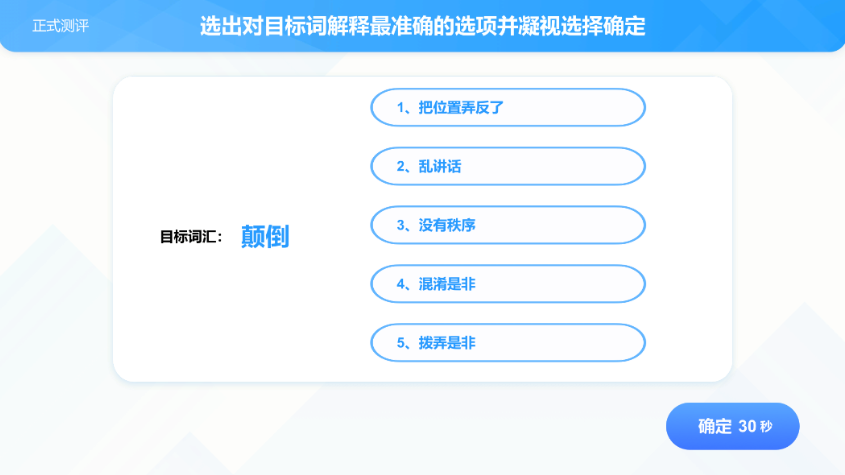 正式测评
选出对目标词解释最准确的选项并凝视选择确定
1、把位置弄反了
2、乱讲话
3、没有秩序
目标词汇： 颠倒
4、混淆是非
5、拨弄是非
确定 30 秒